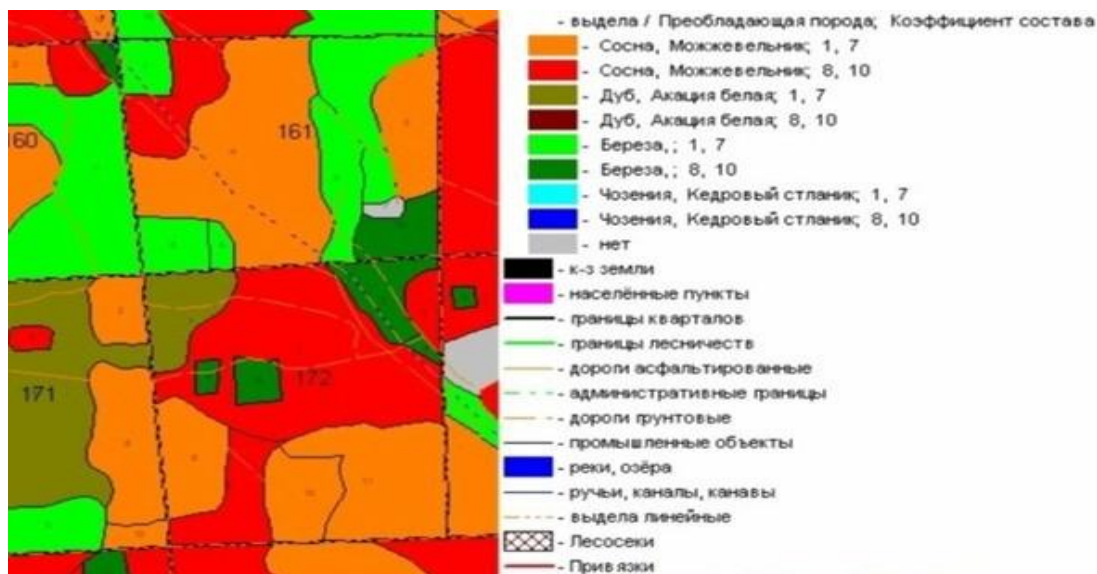 - выдела / Преобладающая порода; Коэффициент состава
- Сосна, Можжевельник; 1, 7
- Сосна, Можжевельник; 8, 10
- Дуб, Акация белая; 1, 7
- Дуб, Акация белая; 8, 10
- Береза,; 1, 7
- Береза,; 8, 10
- Чозения, Кедровый стланик; 1, 7
- Чозения, Кедровый стланик; 8, 10
- нет
- к-з земли
- населённые пункты
- границы кварталов
- границы лесничеств
- дороги асфальтированные
- административные границы
- дороги грунтовые
- промышленные объекты
- реки, озёра
- ручьи, каналы, канавы
- выдела линейные
- Лесосеки
- Привязки
160
161
171
172